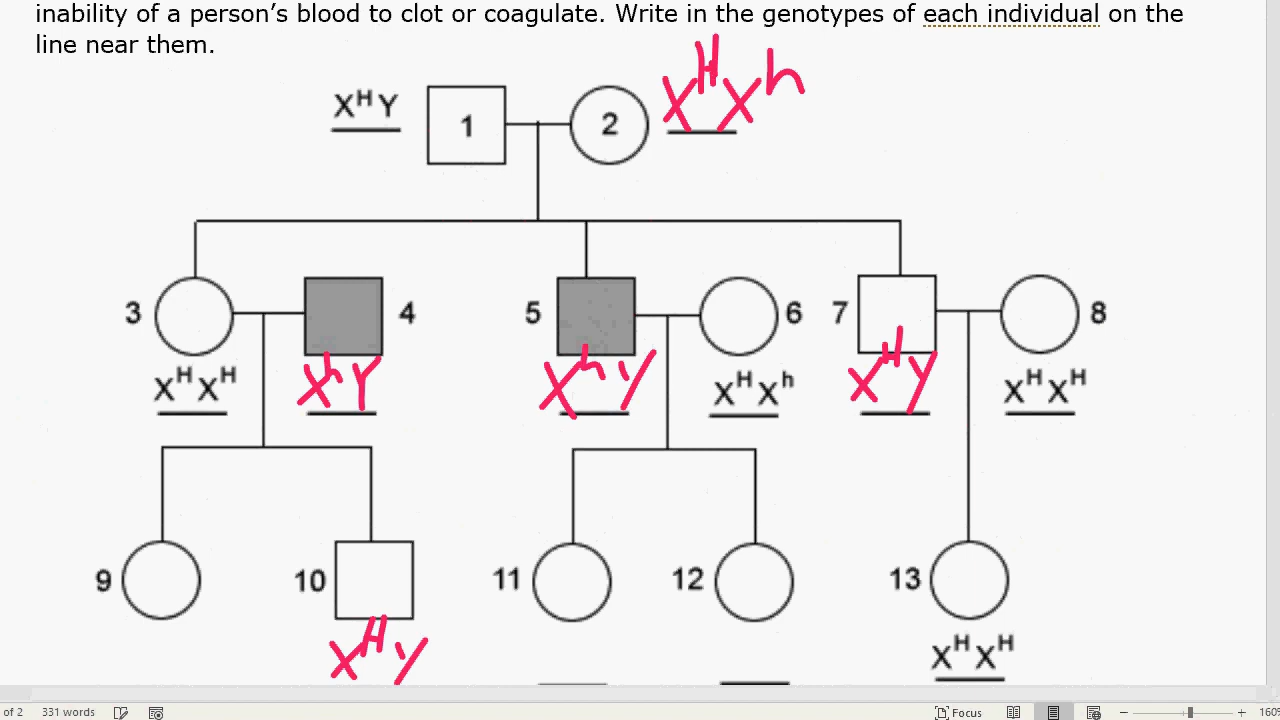 inability of a person’s blood to clot or coagulate. Write in the genotypes of each individual on the
line near them.
XᴴY 1 2 XᴴXʰ
3 4 5 6 7 8
XᴴXᴴ XʰY XʰY XᴴXʰ XᴴY XᴴXᴴ
9 10 11 12 13
XᴴY XᴴXᴴ
of 2 331 words Focus 160